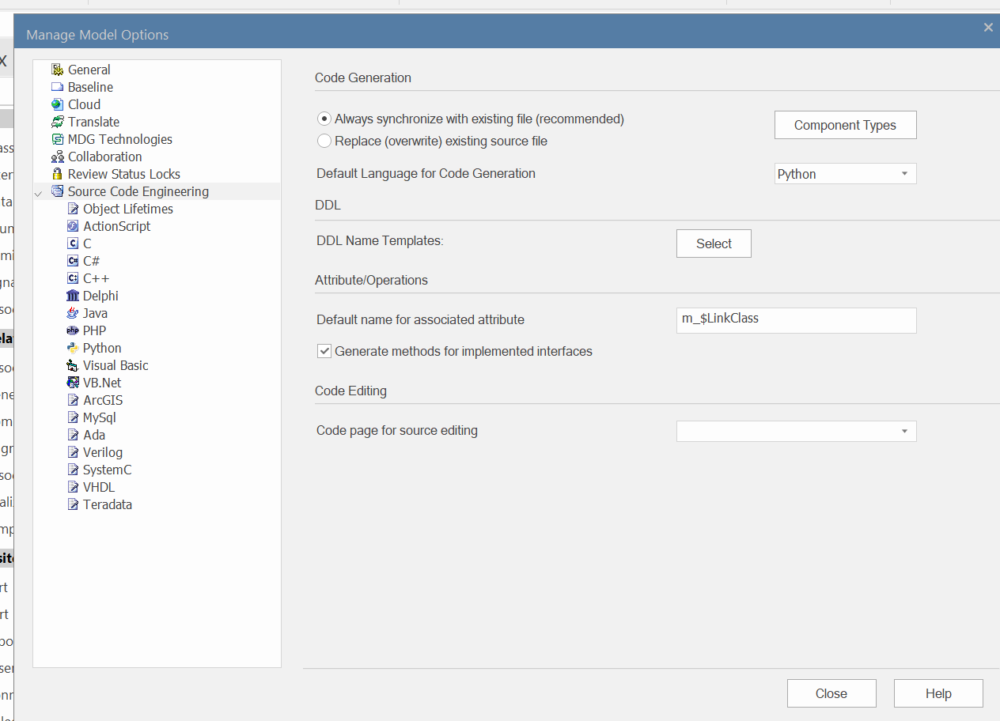 Manage Model Options
General
Baseline
Cloud
Translate
MDG Technologies
Collaboration
Review Status Locks
Source Code Engineering
Object Lifetimes
ActionScript
C
C#
C++
Delphi
Java
PHP
Python
Visual Basic
VB.Net
ArcGIS
MySql
Ada
Verilog
SystemC
VHDL
Teradata
Code Generation
Always synchronize with existing file (recommended)
Component Types
Replace (overwrite) existing source file
Default Language for Code Generation
Python
DDL
DDL Name Templates:
Select
Attribute/Operations
Default name for associated attribute
m_$LinkClass
Generate methods for implemented interfaces
Code Editing
Code page for source editing
Close
Help